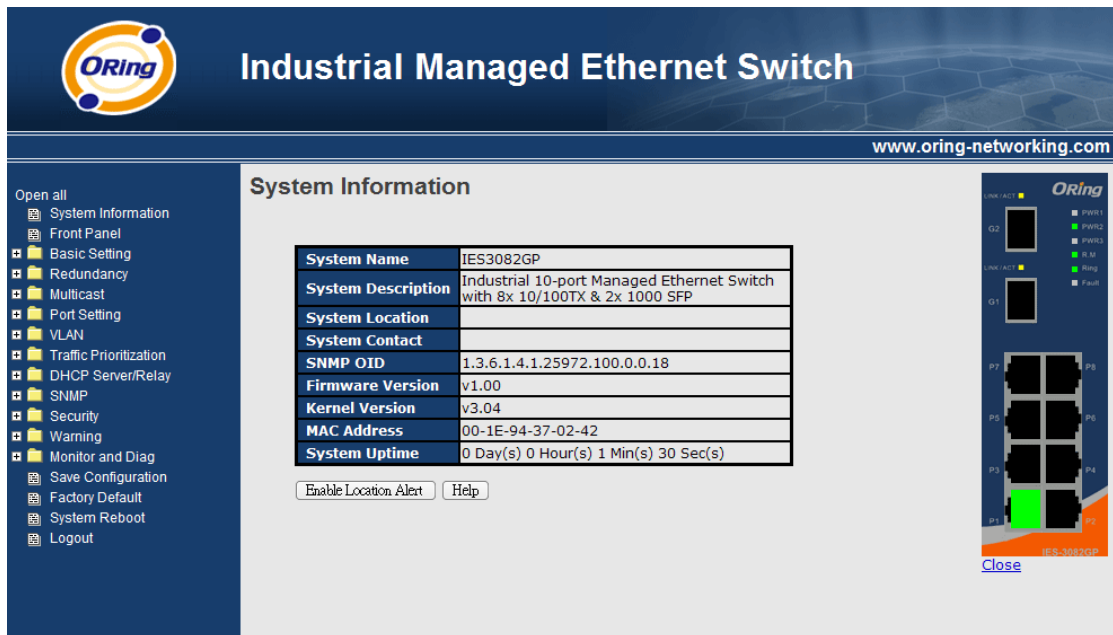 ORing
Industrial Managed Ethernet Switch
www.oring-networking.com
Open all
System Information
Front Panel
Basic Setting
Redundancy
Multicast
Port Setting
VLAN
Traffic Prioritization
DHCP Server/Relay
SNMP
Security
Warning
Monitor and Diag
Save Configuration
Factory Default
System Reboot
Logout
System Information
System Name IES3082GP
System Description Industrial 10-port Managed Ethernet Switch
with 8x 10/100TX & 2x 1000 SFP
System Location
System Contact
SNMP OID 1.3.6.1.4.1.25972.100.0.0.18
Firmware Version v1.00
Kernel Version v3.04
MAC Address 00-1E-94-37-02-42
System Uptime 0 Day(s) 0 Hour(s) 1 Min(s) 30 Sec(s)
Enable Location Alert Help
ORing
LINK/ACT
PWR1
G2 PWR2
PWR3
R.M
LINK/ACT Ring
Fault
G1
P7 P8
P5 P6
P3 P4
P1 P2
IES-3082GP
Close